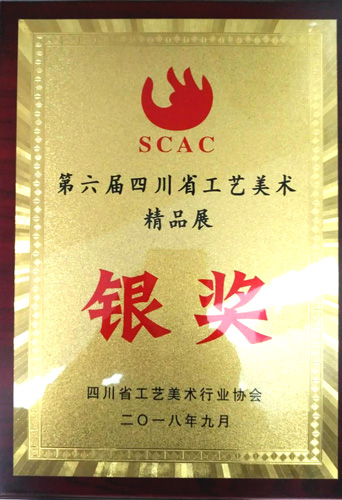 SCAC
第六届四川省工艺美术
精品展
银奖
四川省工艺美术行业协会
二〇一八年九月